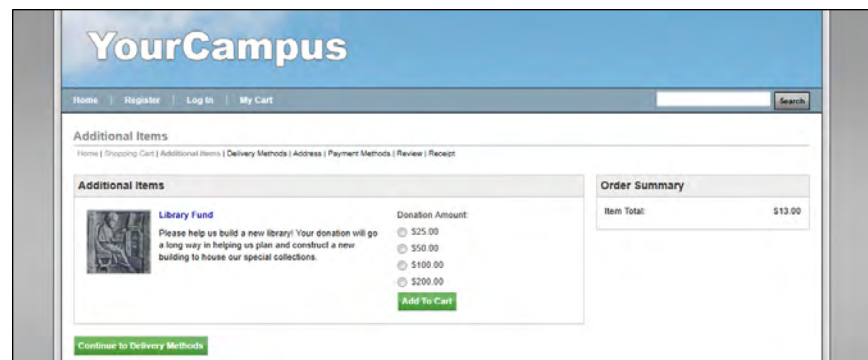 YourCampus
Home | Register | Log In | My Cart
Search
Additional Items
Home | Shopping Cart | Additional Items | Delivery Methods | Address | Payment Methods | Review | Receipt
Additional Items
Library Fund
Please help us build a new library! Your donation will go
a long way in helping us plan and construct a new
building to house our special collections.
Donation Amount:
$25.00
$50.00
$100.00
$200.00
Add To Cart
Order Summary
Item Total: $13.00
Continue to Delivery Methods